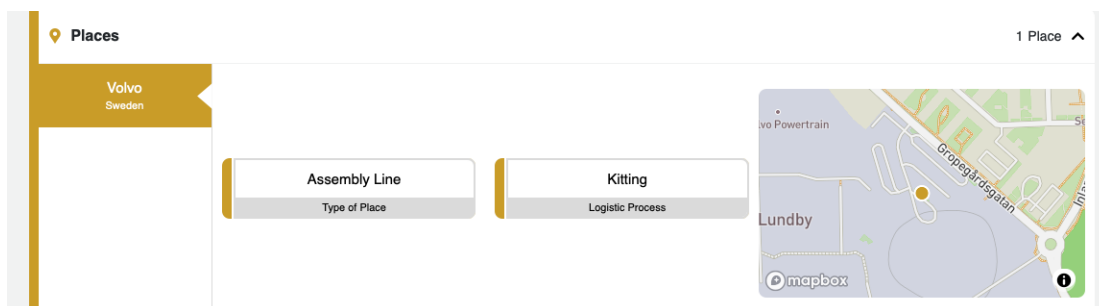 Places
1 Place
Volvo
Sweden
Assembly Line
Type of Place
Kitting
Logistic Process
vo Powertrain
Gropegårdsgatan
Lundby
mapbox